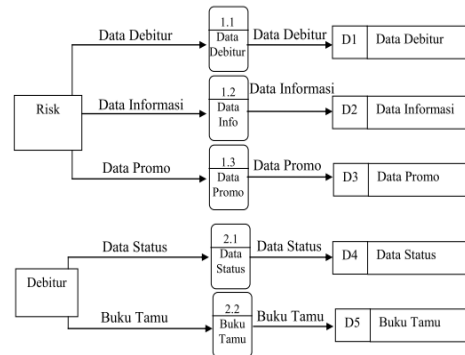 1.1
Data Debitur
Data
Debitur
Data Debitur
D1
Data Debitur
Risk
Data Informasi
1.2
Data
Info
Data Informasi
D2
Data Informasi
Data Promo
1.3
Data
Promo
Data Promo
D3
Data Promo
Debitur
Data Status
2.1
Data
Status
Data Status
D4
Data Status
Buku Tamu
2.2
Buku
Tamu
Buku Tamu
D5
Buku Tamu